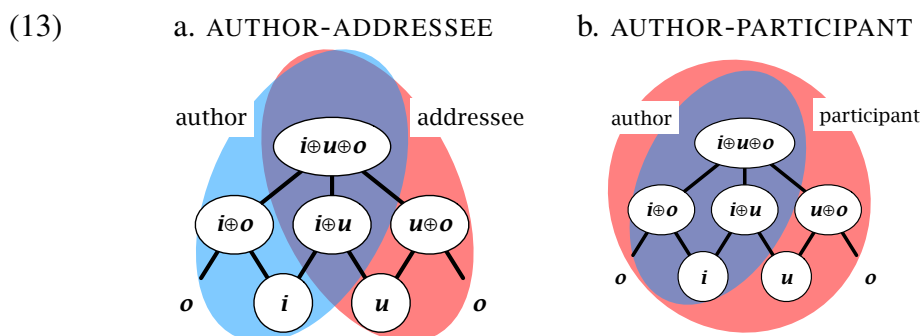 (13) a. AUTHOR-ADDRESSEE b. AUTHOR-PARTICIPANT
author addressee author participant
i⊕u⊕o i⊕u⊕o
i⊕o i⊕u u⊕o i⊕o i⊕u u⊕o
o i u o o i u o